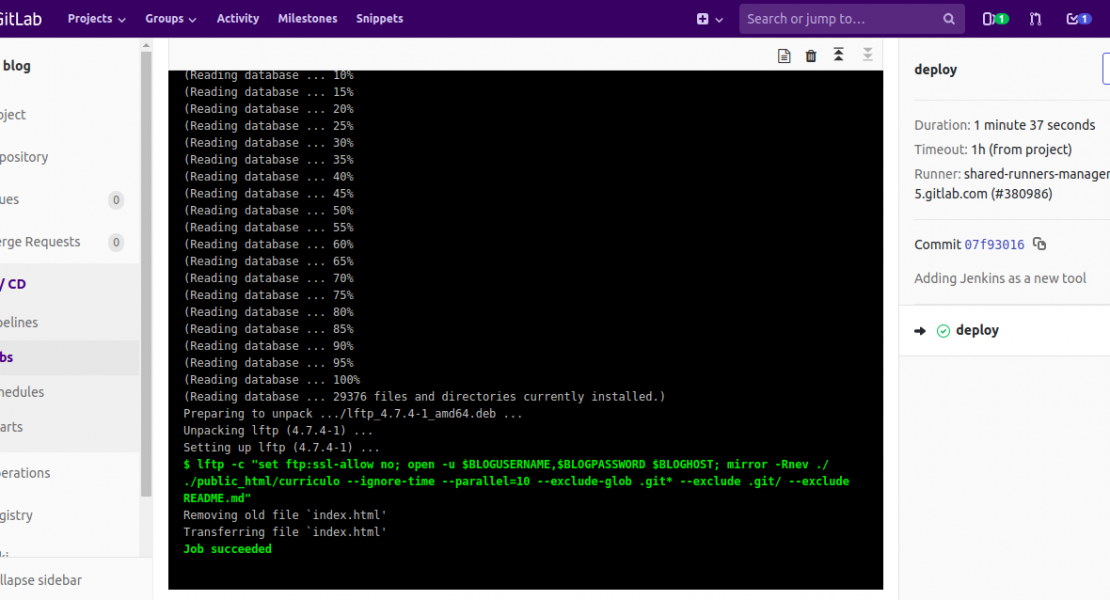 GitLab Projects Groups Activity Milestones Snippets Search or jump to... 1 1
blog
oject
pository
ues 0
erge Requests 0
/ CD
pelines
bs
hedules
arts
erations
gistry
ki
llapse sidebar
(Reading database ... 10%
(Reading database ... 15%
(Reading database ... 20%
(Reading database ... 25%
(Reading database ... 30%
(Reading database ... 35%
(Reading database ... 40%
(Reading database ... 45%
(Reading database ... 50%
(Reading database ... 55%
(Reading database ... 60%
(Reading database ... 65%
(Reading database ... 70%
(Reading database ... 75%
(Reading database ... 80%
(Reading database ... 85%
(Reading database ... 90%
(Reading database ... 95%
(Reading database ... 100%
(Reading database ... 29376 files and directories currently installed.)
Preparing to unpack .../lftp_4.7.4-1_amd64.deb ...
Unpacking lftp (4.7.4-1) ...
Setting up lftp (4.7.4-1) ...
$ lftp -c "set ftp:ssl-allow no; open -u $BLOGUSERNAME,$BLOGPASSWORD $BLOGHOST; mirror -Rnev ./
./public_html/curriculo --ignore-time --parallel=10 --exclude-glob .git* --exclude .git/ --exclude
README.md"
Removing old file `index.html'
Transferring file `index.html'
Job succeeded
deploy
Duration: 1 minute 37 seconds
Timeout: 1h (from project)
Runner: shared-runners-manager
5.gitlab.com (#380986)
Commit 07f93016
Adding Jenkins as a new tool
deploy